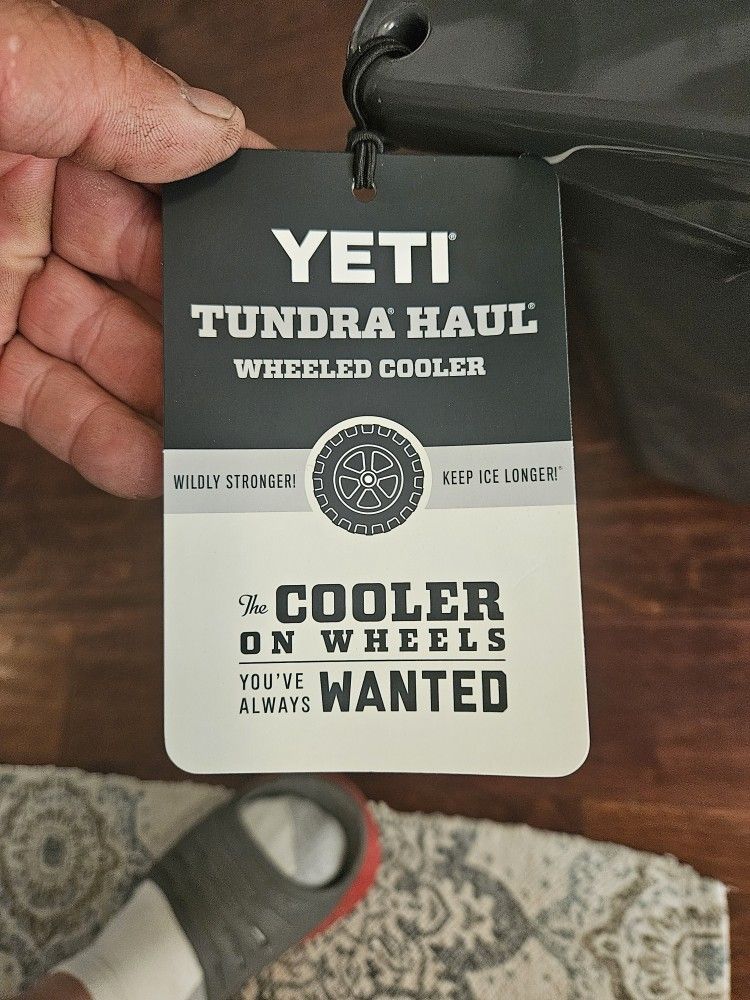 YETI®
TUNDRA® HAUL®
WHEELED COOLER
WILDLY STRONGER! KEEP ICE LONGER!®
The COOLER
ON WHEELS
YOU'VE
ALWAYS WANTED